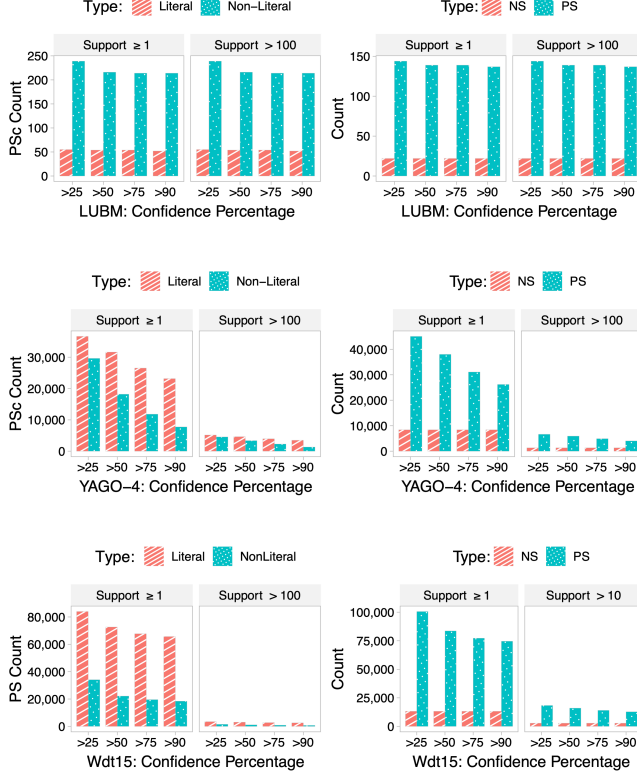 Type: Literal Non−Literal
Type: NS PS
Support ≥ 1 Support > 100
Support ≥ 1 Support > 100
PSc Count
250
200
150
100
50
0
>25 >50 >75 >90 >25 >50 >75 >90
LUBM: Confidence Percentage
Count
150
100
50
0
>25 >50 >75 >90 >25 >50 >75 >90
LUBM: Confidence Percentage
Type: Literal Non−Literal
Type: NS PS
Support ≥ 1 Support > 100
Support ≥ 1 Support > 100
PSc Count
30,000
20,000
10,000
0
>25 >50 >75 >90 >25 >50 >75 >90
YAGO−4: Confidence Percentage
Count
40,000
30,000
20,000
10,000
0
>25 >50 >75 >90 >25 >50 >75 >90
YAGO−4: Confidence Percentage
Type: Literal NonLiteral
Type: NS PS
Support ≥ 1 Support > 100
Support ≥ 1 Support > 10
PS Count
80,000
60,000
40,000
20,000
0
>25 >50 >75 >90 >25 >50 >75 >90
Wdt15: Confidence Percentage
Count
100,000
75,000
50,000
25,000
0
>25 >50 >75 >90 >25 >50 >75 >90
Wdt15: Confidence Percentage